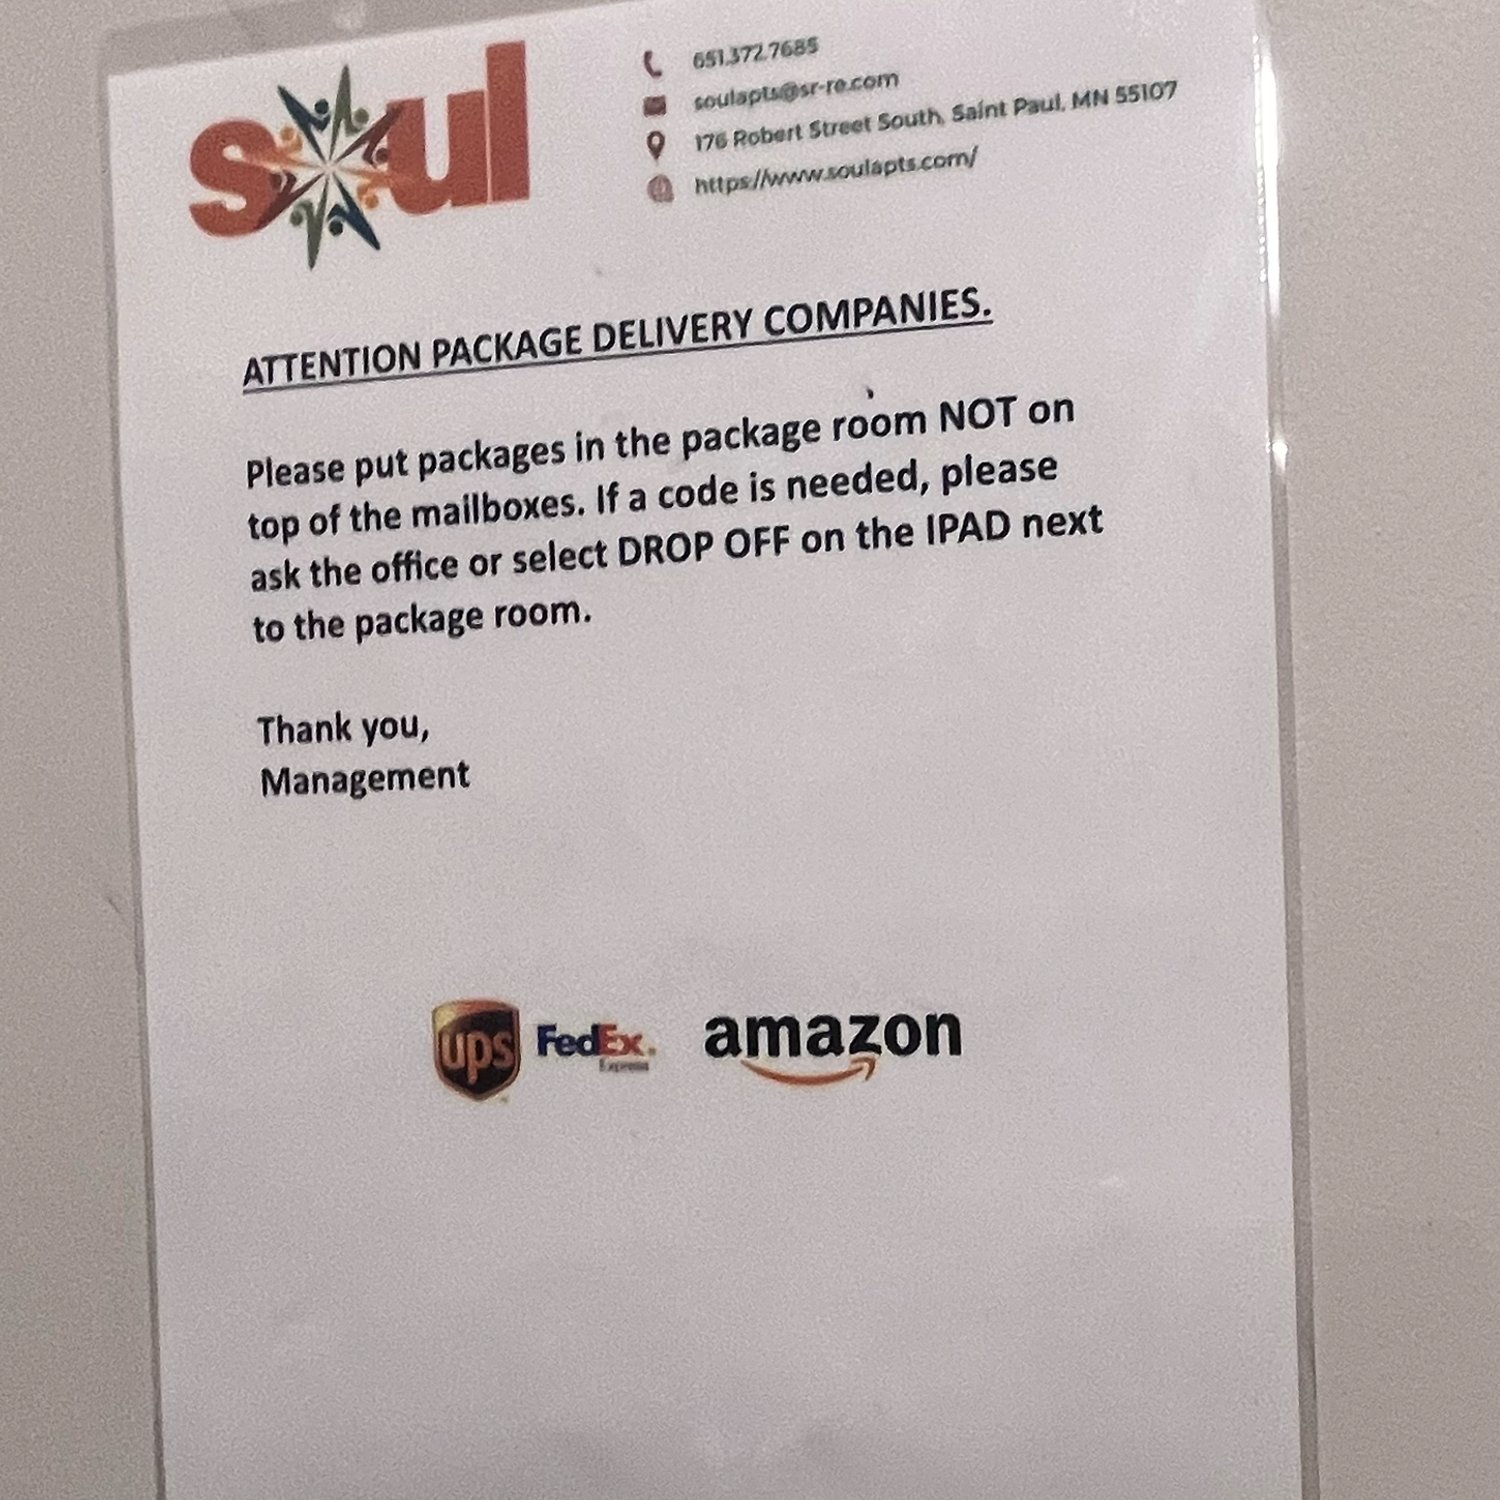 soul
651.372.7685
soulapts@sr-re.com
176 Robert Street South, Saint Paul, MN 55107
https://www.soulapts.com/
ATTENTION PACKAGE DELIVERY COMPANIES.
Please put packages in the package room NOT on
top of the mailboxes. If a code is needed, please
ask the office or select DROP OFF on the IPAD next
to the package room.
Thank you,
Management
ups FedEx. amazon
Express